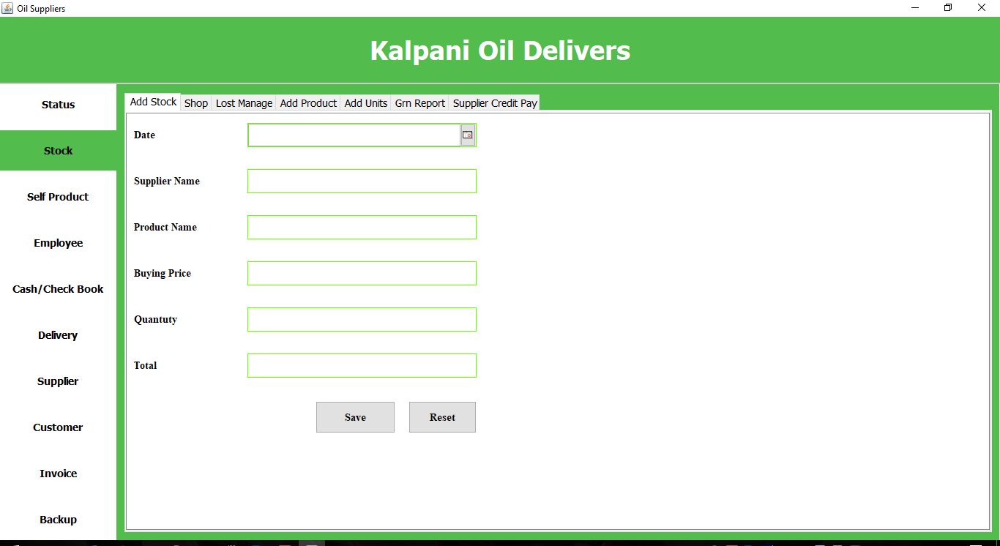 Oil Suppliers
Kalpani Oil Delivers
Status
Stock
Self Product
Employee
Cash/Check Book
Delivery
Supplier
Customer
Invoice
Backup
Add Stock Shop Lost Manage Add Product Add Units Grn Report Supplier Credit Pay
Date
Supplier Name
Product Name
Buying Price
Quantuty
Total
Save Reset